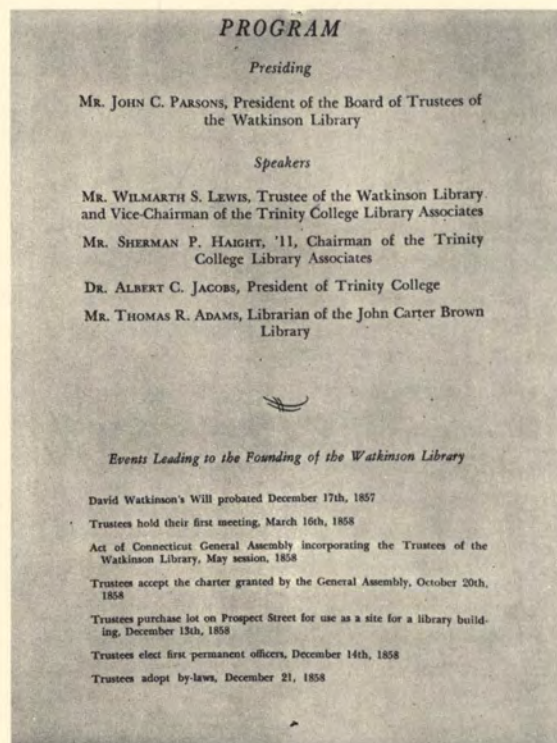 PROGRAM
Presiding
MR. JOHN C. PARSONS, President of the Board of Trustees of
the Watkinson Library
Speakers
MR. WILMARTH S. LEWIS, Trustee of the Watkinson Library
and Vice-Chairman of the Trinity College Library Associates
MR. SHERMAN P. HAIGHT, '11, Chairman of the Trinity
College Library Associates
DR. ALBERT C. JACOBS, President of Trinity College
MR. THOMAS R. ADAMS, Librarian of the John Carter Brown
Library
Events Leading to the Founding of the Watkinson Library
David Watkinson's Will probated December 17th, 1857
Trustees hold their first meeting, March 16th, 1858
Act of Connecticut General Assembly incorporating the Trustees of the
Watkinson Library, May session, 1858
Trustees accept the charter granted by the General Assembly, October 20th,
1858
Trustees purchase lot on Prospect Street for use as a site for a library build-
ing, December 13th, 1858
Trustees elect first permanent officers, December 14th, 1858
Trustees adopt by-laws, December 21, 1858